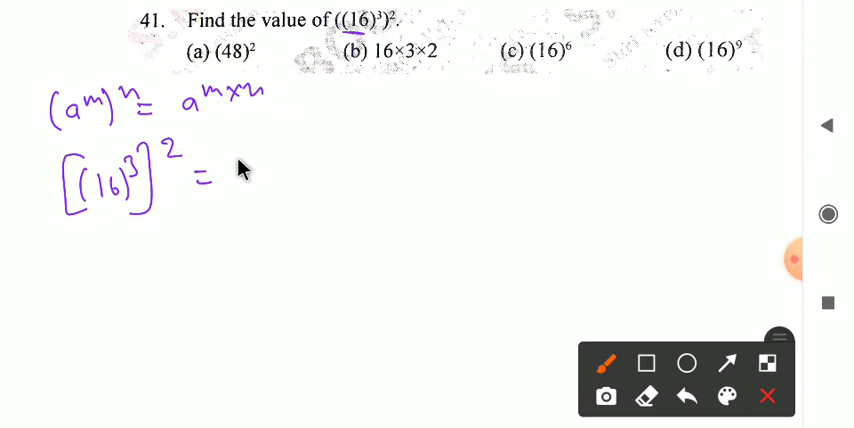 41. Find the value of ((16)³)².
(a) (48)² (b) 16×3×2 (c) (16)⁶ (d) (16)⁹
(aᵐ)ⁿ = aᵐˣⁿ
[(16)³]² =